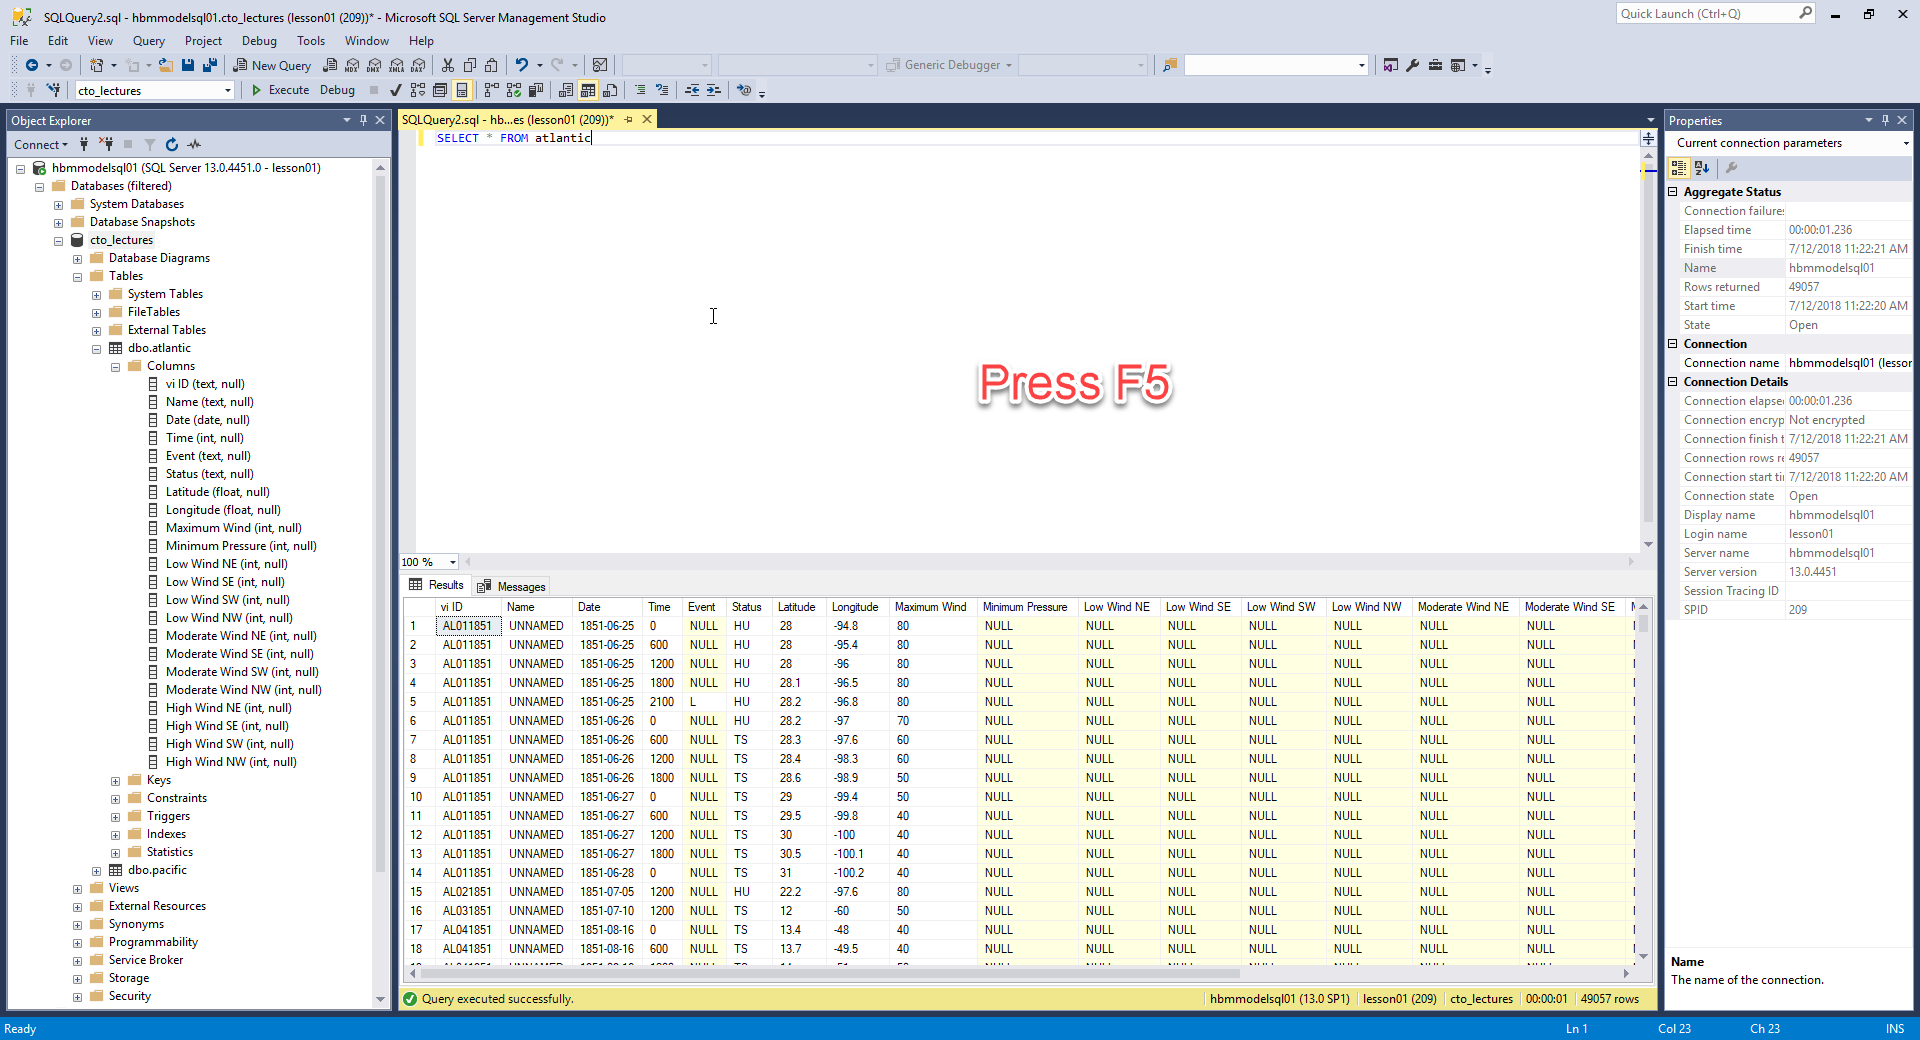 SQLQuery2.sql - hbmmodelsql01.cto_lectures (lesson01 (209))* - Microsoft SQL Server Management Studio
Quick Launch (Ctrl+Q)
File Edit View Query Project Debug Tools Window Help
New Query
MDX DMX XMLA DAX
Generic Debugger
cto_lectures
Execute Debug
Object Explorer
Connect
hbmmodelsql01 (SQL Server 13.0.4451.0 - lesson01)
Databases (filtered)
System Databases
Database Snapshots
cto_lectures
Database Diagrams
Tables
System Tables
FileTables
External Tables
dbo.atlantic
Columns
vi ID (text, null)
Name (text, null)
Date (date, null)
Time (int, null)
Event (text, null)
Status (text, null)
Latitude (float, null)
Longitude (float, null)
Maximum Wind (int, null)
Minimum Pressure (int, null)
Low Wind NE (int, null)
Low Wind SE (int, null)
Low Wind SW (int, null)
Low Wind NW (int, null)
Moderate Wind NE (int, null)
Moderate Wind SE (int, null)
Moderate Wind SW (int, null)
Moderate Wind NW (int, null)
High Wind NE (int, null)
High Wind SE (int, null)
High Wind SW (int, null)
High Wind NW (int, null)
Keys
Constraints
Triggers
Indexes
Statistics
dbo.pacific
Views
External Resources
Synonyms
Programmability
Service Broker
Storage
Security
SQLQuery2.sql - hb...es (lesson01 (209))*
SELECT * FROM atlantic
Press F5
100 %
Results Messages
vi ID Name Date Time Event Status Latitude Longitude Maximum Wind Minimum Pressure Low Wind NE Low Wind SE Low Wind SW Low Wind NW Moderate Wind NE Moderate Wind SE
1 AL011851 UNNAMED 1851-06-25 0 NULL HU 28 -94.8 80 NULL NULL NULL NULL NULL NULL NULL
2 AL011851 UNNAMED 1851-06-25 600 NULL HU 28 -95.4 80 NULL NULL NULL NULL NULL NULL NULL
3 AL011851 UNNAMED 1851-06-25 1200 NULL HU 28 -96 80 NULL NULL NULL NULL NULL NULL NULL
4 AL011851 UNNAMED 1851-06-25 1800 NULL HU 28.1 -96.5 80 NULL NULL NULL NULL NULL NULL NULL
5 AL011851 UNNAMED 1851-06-25 2100 L HU 28.2 -96.8 80 NULL NULL NULL NULL NULL NULL NULL
6 AL011851 UNNAMED 1851-06-26 0 NULL HU 28.2 -97 70 NULL NULL NULL NULL NULL NULL NULL
7 AL011851 UNNAMED 1851-06-26 600 NULL TS 28.3 -97.6 60 NULL NULL NULL NULL NULL NULL NULL
8 AL011851 UNNAMED 1851-06-26 1200 NULL TS 28.4 -98.3 60 NULL NULL NULL NULL NULL NULL NULL
9 AL011851 UNNAMED 1851-06-26 1800 NULL TS 28.6 -98.9 50 NULL NULL NULL NULL NULL NULL NULL
10 AL011851 UNNAMED 1851-06-27 0 NULL TS 29 -99.4 50 NULL NULL NULL NULL NULL NULL NULL
11 AL011851 UNNAMED 1851-06-27 600 NULL TS 29.5 -99.8 40 NULL NULL NULL NULL NULL NULL NULL
12 AL011851 UNNAMED 1851-06-27 1200 NULL TS 30 -100 40 NULL NULL NULL NULL NULL NULL NULL
13 AL011851 UNNAMED 1851-06-27 1800 NULL TS 30.5 -100.1 40 NULL NULL NULL NULL NULL NULL NULL
14 AL011851 UNNAMED 1851-06-28 0 NULL TS 31 -100.2 40 NULL NULL NULL NULL NULL NULL NULL
15 AL021851 UNNAMED 1851-07-05 1200 NULL HU 22.2 -97.6 80 NULL NULL NULL NULL NULL NULL NULL
16 AL031851 UNNAMED 1851-07-10 1200 NULL TS 12 -60 50 NULL NULL NULL NULL NULL NULL NULL
17 AL041851 UNNAMED 1851-08-16 0 NULL TS 13.4 -48 40 NULL NULL NULL NULL NULL NULL NULL
18 AL041851 UNNAMED 1851-08-16 600 NULL TS 13.7 -49.5 40 NULL NULL NULL NULL NULL NULL NULL
Query executed successfully. hbmmodelsql01 (13.0 SP1) lesson01 (209) cto_lectures 00:00:01 49057 rows
Properties
Current connection parameters
Aggregate Status
Connection failures
Elapsed time 00:00:01.236
Finish time 7/12/2018 11:22:21 AM
Name hbmmodelsql01
Rows returned 49057
Start time 7/12/2018 11:22:20 AM
State Open
Connection
Connection name hbmmodelsql01 (lesson
Connection Details
Connection elapse 00:00:01.236
Connection encryp Not encrypted
Connection finish t 7/12/2018 11:22:21 AM
Connection rows re 49057
Connection start ti 7/12/2018 11:22:20 AM
Connection state Open
Display name hbmmodelsql01
Login name lesson01
Server name hbmmodelsql01
Server version 13.0.4451
Session Tracing ID
SPID 209
Name
The name of the connection.
Ready Ln 1 Col 23 Ch 23 INS